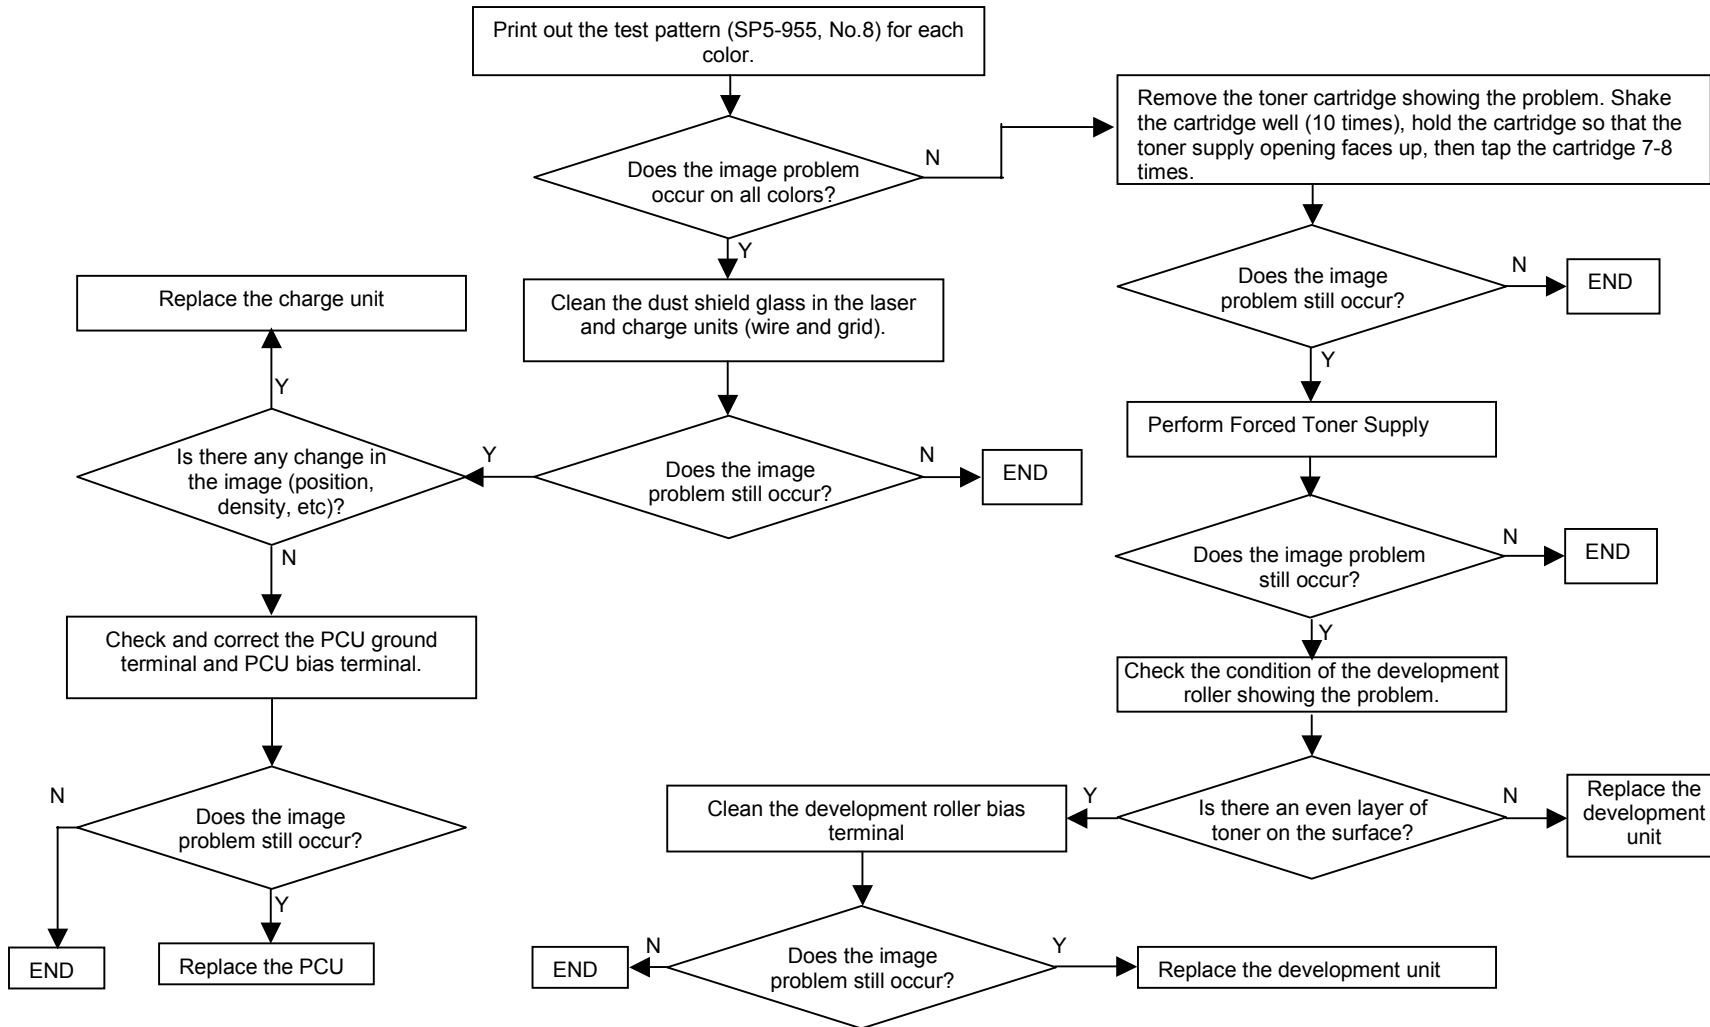 Print out the test pattern (SP5-955, No.8) for each
color.
Does the image problem
occur on all colors?
N
Y
Remove the toner cartridge showing the problem. Shake
the cartridge well (10 times), hold the cartridge so that the
toner supply opening faces up, then tap the cartridge 7-8
times.
Does the image
problem still occur?
N
END
Y
Perform Forced Toner Supply
Does the image problem
still occur?
N
END
Y
Check the condition of the development
roller showing the problem.
Is there an even layer of
toner on the surface?
N
Replace the
development
unit
Y
Clean the development roller bias
terminal
Does the image
problem still occur?
N
END
Y
Replace the development unit
Clean the dust shield glass in the laser
and charge units (wire and grid).
Does the image
problem still occur?
N
END
Y
Is there any change in
the image (position,
density, etc)?
Y
Replace the charge unit
N
Check and correct the PCU ground
terminal and PCU bias terminal.
Does the image
problem still occur?
N
END
Y
Replace the PCU